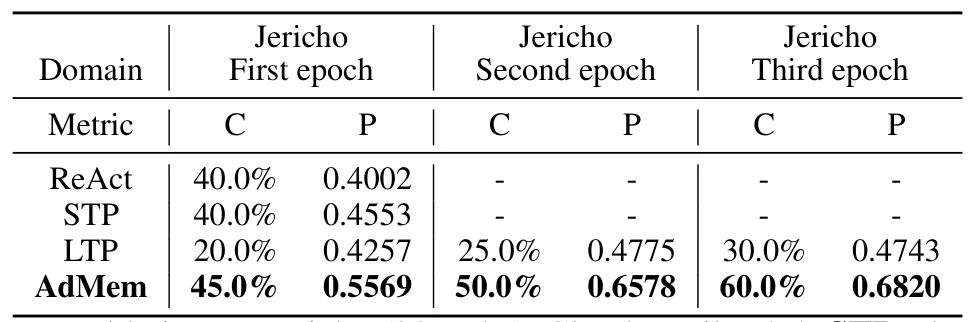 Jericho Jericho Jericho
Domain First epoch Second epoch Third epoch
Metric C P C P C P
ReAct 40.0% 0.4002 - - - -
STP 40.0% 0.4553 - - - -
LTP 20.0% 0.4257 25.0% 0.4775 30.0% 0.4743
AdMem 45.0% 0.5569 50.0% 0.6578 60.0% 0.6820